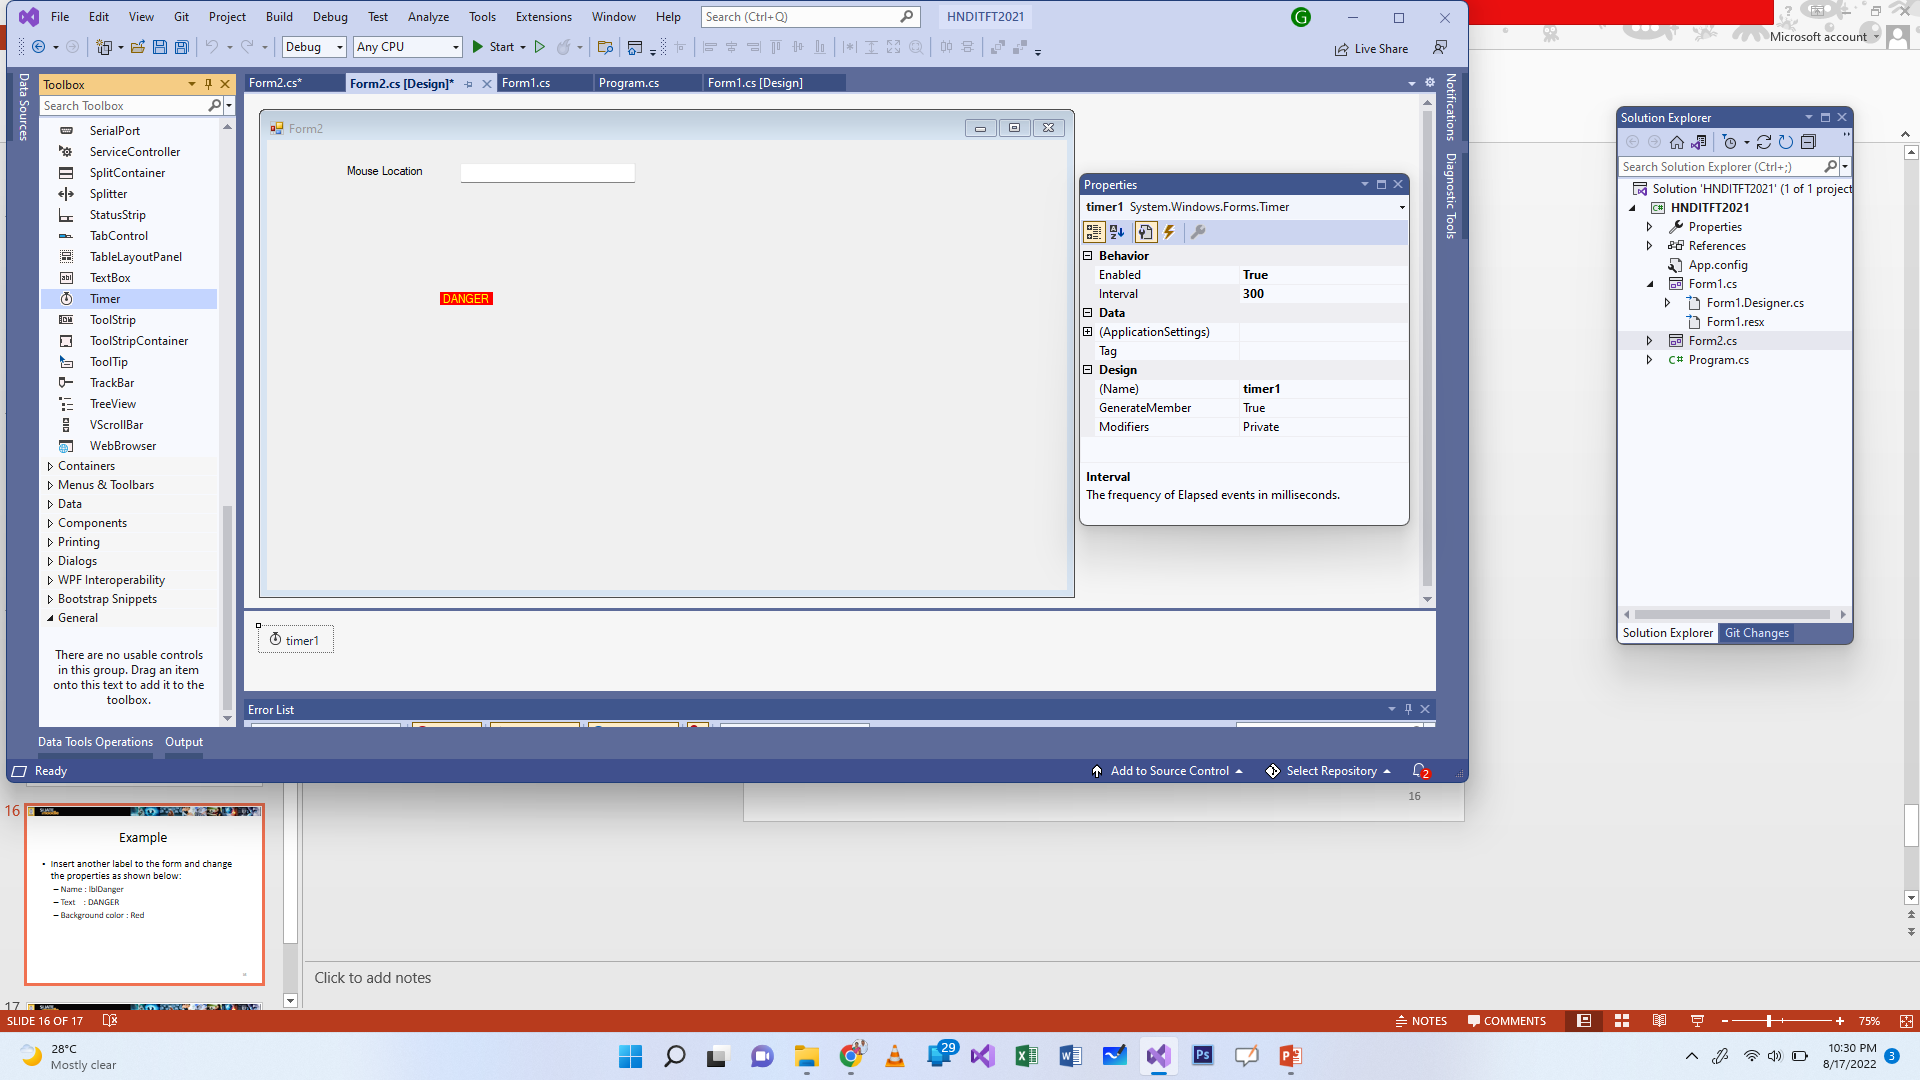 File Edit View Git Project Build Debug Test Analyze Tools Extensions Window Help Search (Ctrl+Q) HNDITFT2021 G
Microsoft account
Debug Any CPU Start Live Share
Data Sources
Toolbox
Search Toolbox
SerialPort
ServiceController
SplitContainer
Splitter
StatusStrip
TabControl
TableLayoutPanel
TextBox
Timer
ToolStrip
ToolStripContainer
ToolTip
TrackBar
TreeView
VScrollBar
WebBrowser
Containers
Menus & Toolbars
Data
Components
Printing
Dialogs
WPF Interoperability
Bootstrap Snippets
General
There are no usable controls
in this group. Drag an item
onto this text to add it to the
toolbox.
Form2.cs* Form2.cs [Design]* Form1.cs Program.cs Form1.cs [Design]
Form2
Mouse Location
DANGER
timer1
Notifications
Diagnostic Tools
Properties
timer1 System.Windows.Forms.Timer
Behavior
Enabled True
Interval 300
Data
(ApplicationSettings)
Tag
Design
(Name) timer1
GenerateMember True
Modifiers Private
Interval
The frequency of Elapsed events in milliseconds.
Solution Explorer
Search Solution Explorer (Ctrl+;)
Solution 'HNDITFT2021' (1 of 1 project
HNDITFT2021
Properties
References
App.config
Form1.cs
Form1.Designer.cs
Form1.resx
Form2.cs
Program.cs
Solution Explorer Git Changes
Error List
Data Tools Operations Output
Ready Add to Source Control Select Repository 2
16
16
Example
• Insert another label to the form and change
the properties as shown below:
– Name : lblDanger
– Text : DANGER
– Background color : Red
17
Click to add notes
SLIDE 16 OF 17 NOTES COMMENTS 75%
28°C
Mostly clear
29
10:30 PM
8/17/2022
3